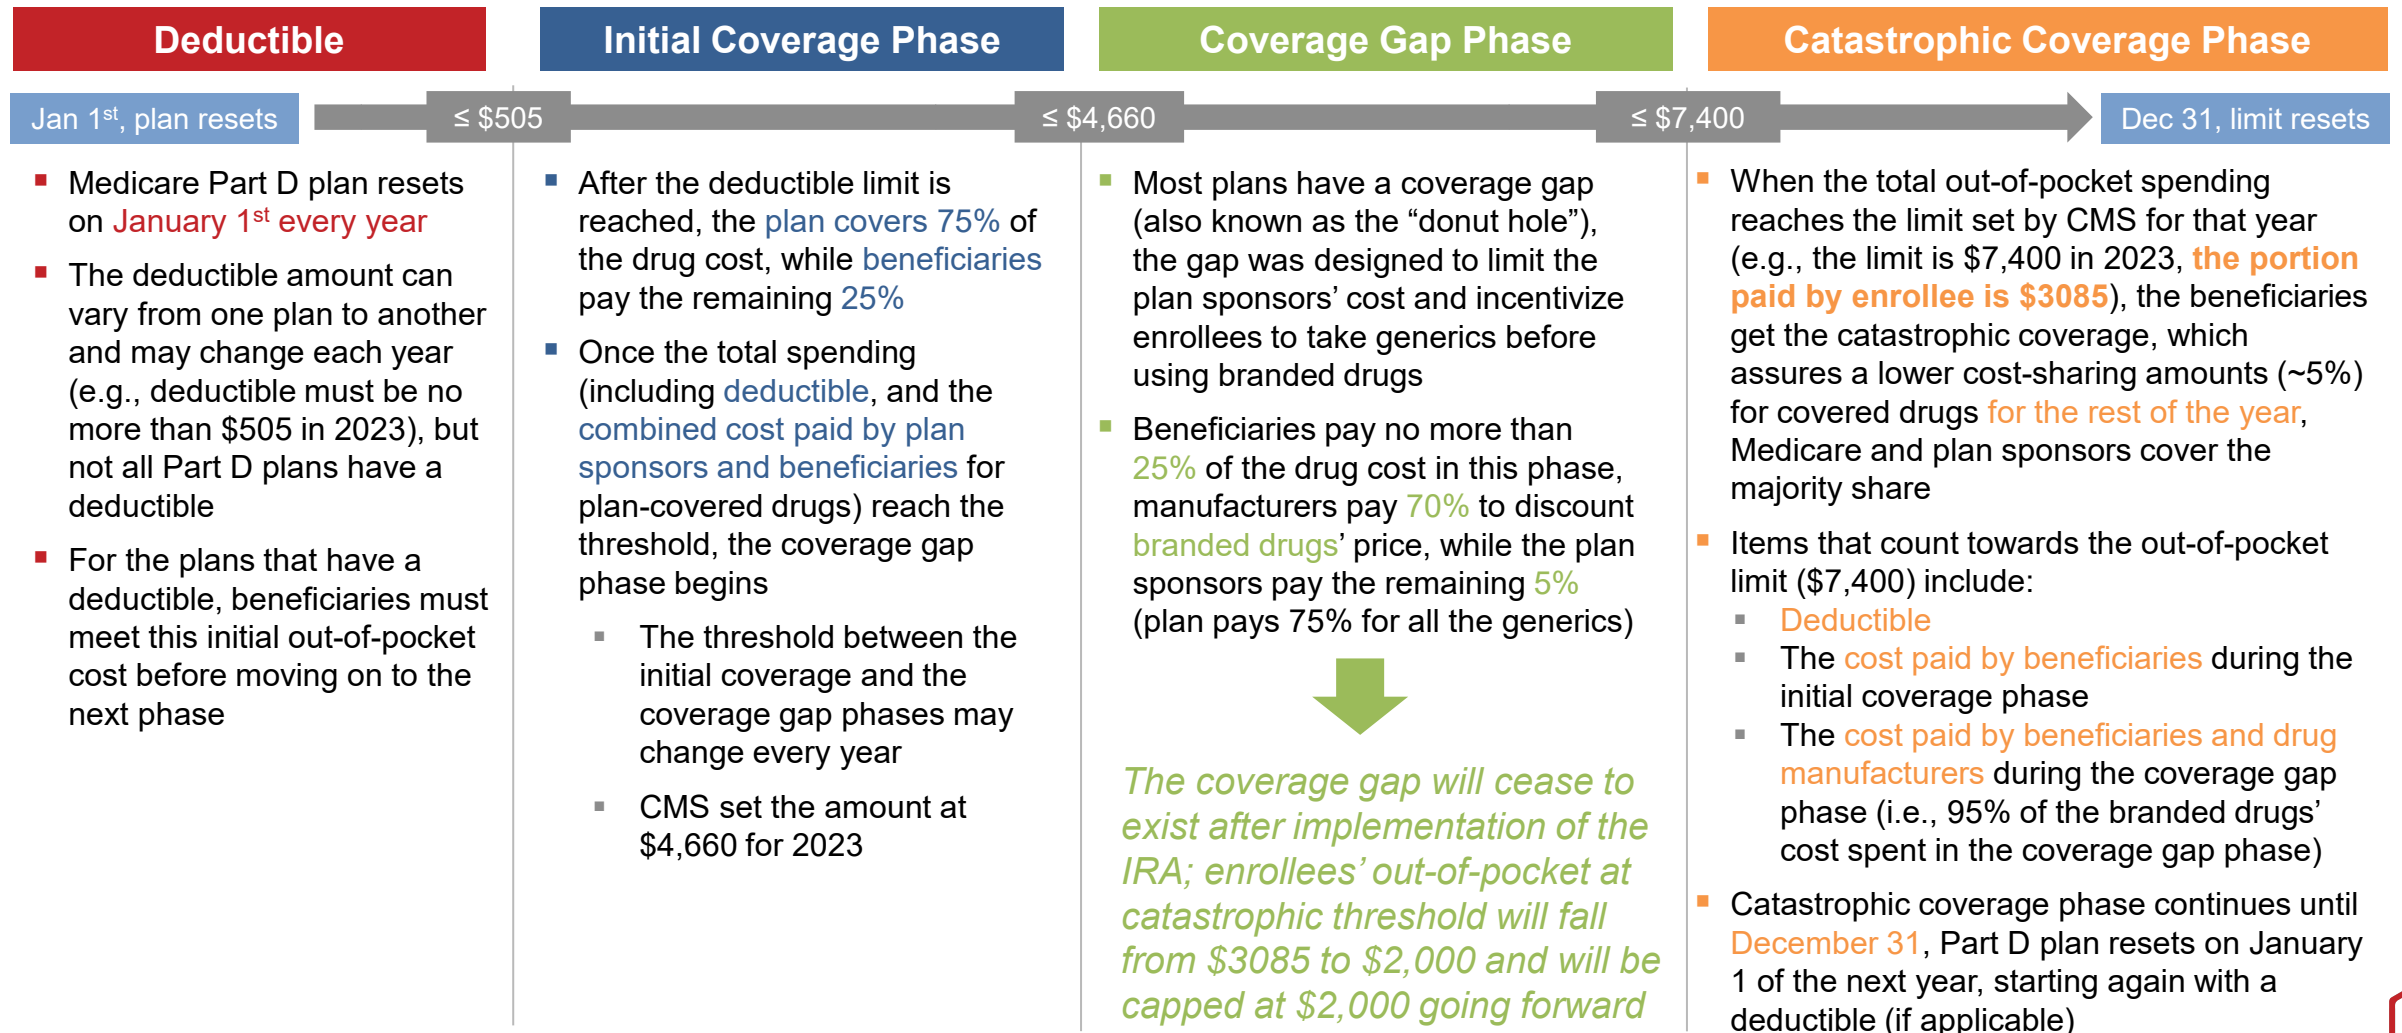 Deductible
Initial Coverage Phase
Coverage Gap Phase
Catastrophic Coverage Phase
Jan 1st, plan resets
≤ $505
≤ $4,660
≤ $7,400
Dec 31, limit resets
▪ Medicare Part D plan resets
on January 1st every year
▪ The deductible amount can
vary from one plan to another
and may change each year
(e.g., deductible must be no
more than $505 in 2023), but
not all Part D plans have a
deductible
▪ For the plans that have a
deductible, beneficiaries must
meet this initial out-of-pocket
cost before moving on to the
next phase
▪ After the deductible limit is
reached, the plan covers 75% of
the drug cost, while beneficiaries
pay the remaining 25%
▪ Once the total spending
(including deductible, and the
combined cost paid by plan
sponsors and beneficiaries for
plan-covered drugs) reach the
threshold, the coverage gap
phase begins
▪ The threshold between the
initial coverage and the
coverage gap phases may
change every year
▪ CMS set the amount at
$4,660 for 2023
▪ Most plans have a coverage gap
(also known as the “donut hole”),
the gap was designed to limit the
plan sponsors’ cost and incentivize
enrollees to take generics before
using branded drugs
▪ Beneficiaries pay no more than
25% of the drug cost in this phase,
manufacturers pay 70% to discount
branded drugs’ price, while the plan
sponsors pay the remaining 5%
(plan pays 75% for all the generics)
The coverage gap will cease to
exist after implementation of the
IRA; enrollees’ out-of-pocket at
catastrophic threshold will fall
from $3085 to $2,000 and will be
capped at $2,000 going forward
▪ When the total out-of-pocket spending
reaches the limit set by CMS for that year
(e.g., the limit is $7,400 in 2023, the portion
paid by enrollee is $3085), the beneficiaries
get the catastrophic coverage, which
assures a lower cost-sharing amounts (~5%)
for covered drugs for the rest of the year,
Medicare and plan sponsors cover the
majority share
▪ Items that count towards the out-of-pocket
limit ($7,400) include:
▪ Deductible
▪ The cost paid by beneficiaries during the
initial coverage phase
▪ The cost paid by beneficiaries and drug
manufacturers during the coverage gap
phase (i.e., 95% of the branded drugs’
cost spent in the coverage gap phase)
▪ Catastrophic coverage phase continues until
December 31, Part D plan resets on January
1 of the next year, starting again with a
deductible (if applicable)